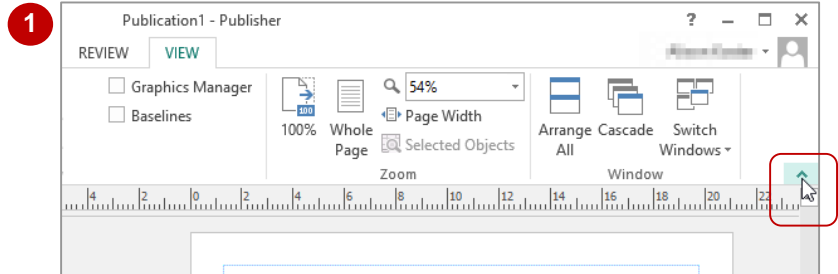 1
Publication1 - Publisher
?
REVIEW VIEW
Graphics Manager
Baselines
100
100%
Whole Page
54%
Page Width
Selected Objects
Zoom
Arrange All
Cascade
Switch Windows
Window
4 2 0 2 4 6 8 10 12 14 16 18 20 22